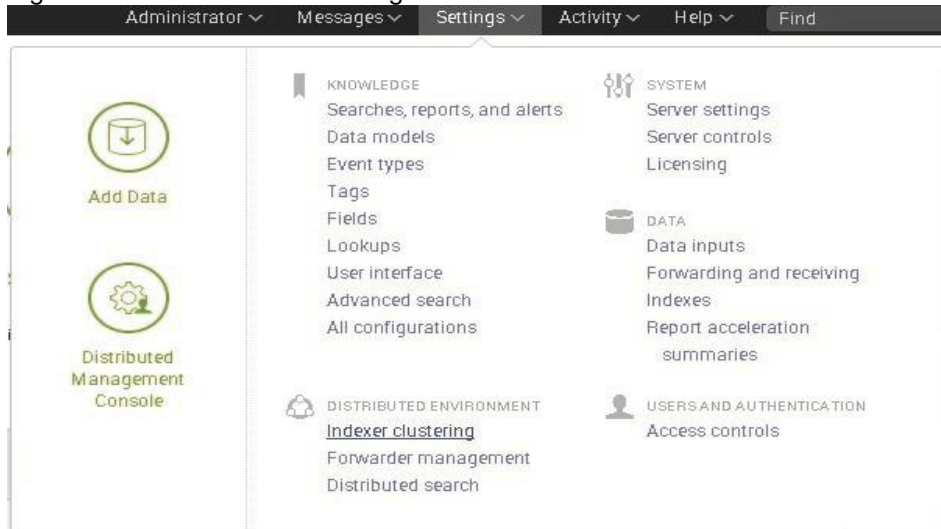 Administrator Messages Settings Activity Help Find
Add Data
Distributed
Management
Console
KNOWLEDGE
Searches, reports, and alerts
Data models
Event types
Tags
Fields
Lookups
User interface
Advanced search
All configurations
DISTRIBUTED ENVIRONMENT
Indexer clustering
Forwarder management
Distributed search
SYSTEM
Server settings
Server controls
Licensing
DATA
Data inputs
Forwarding and receiving
Indexes
Report acceleration
summaries
USERS AND AUTHENTICATION
Access controls